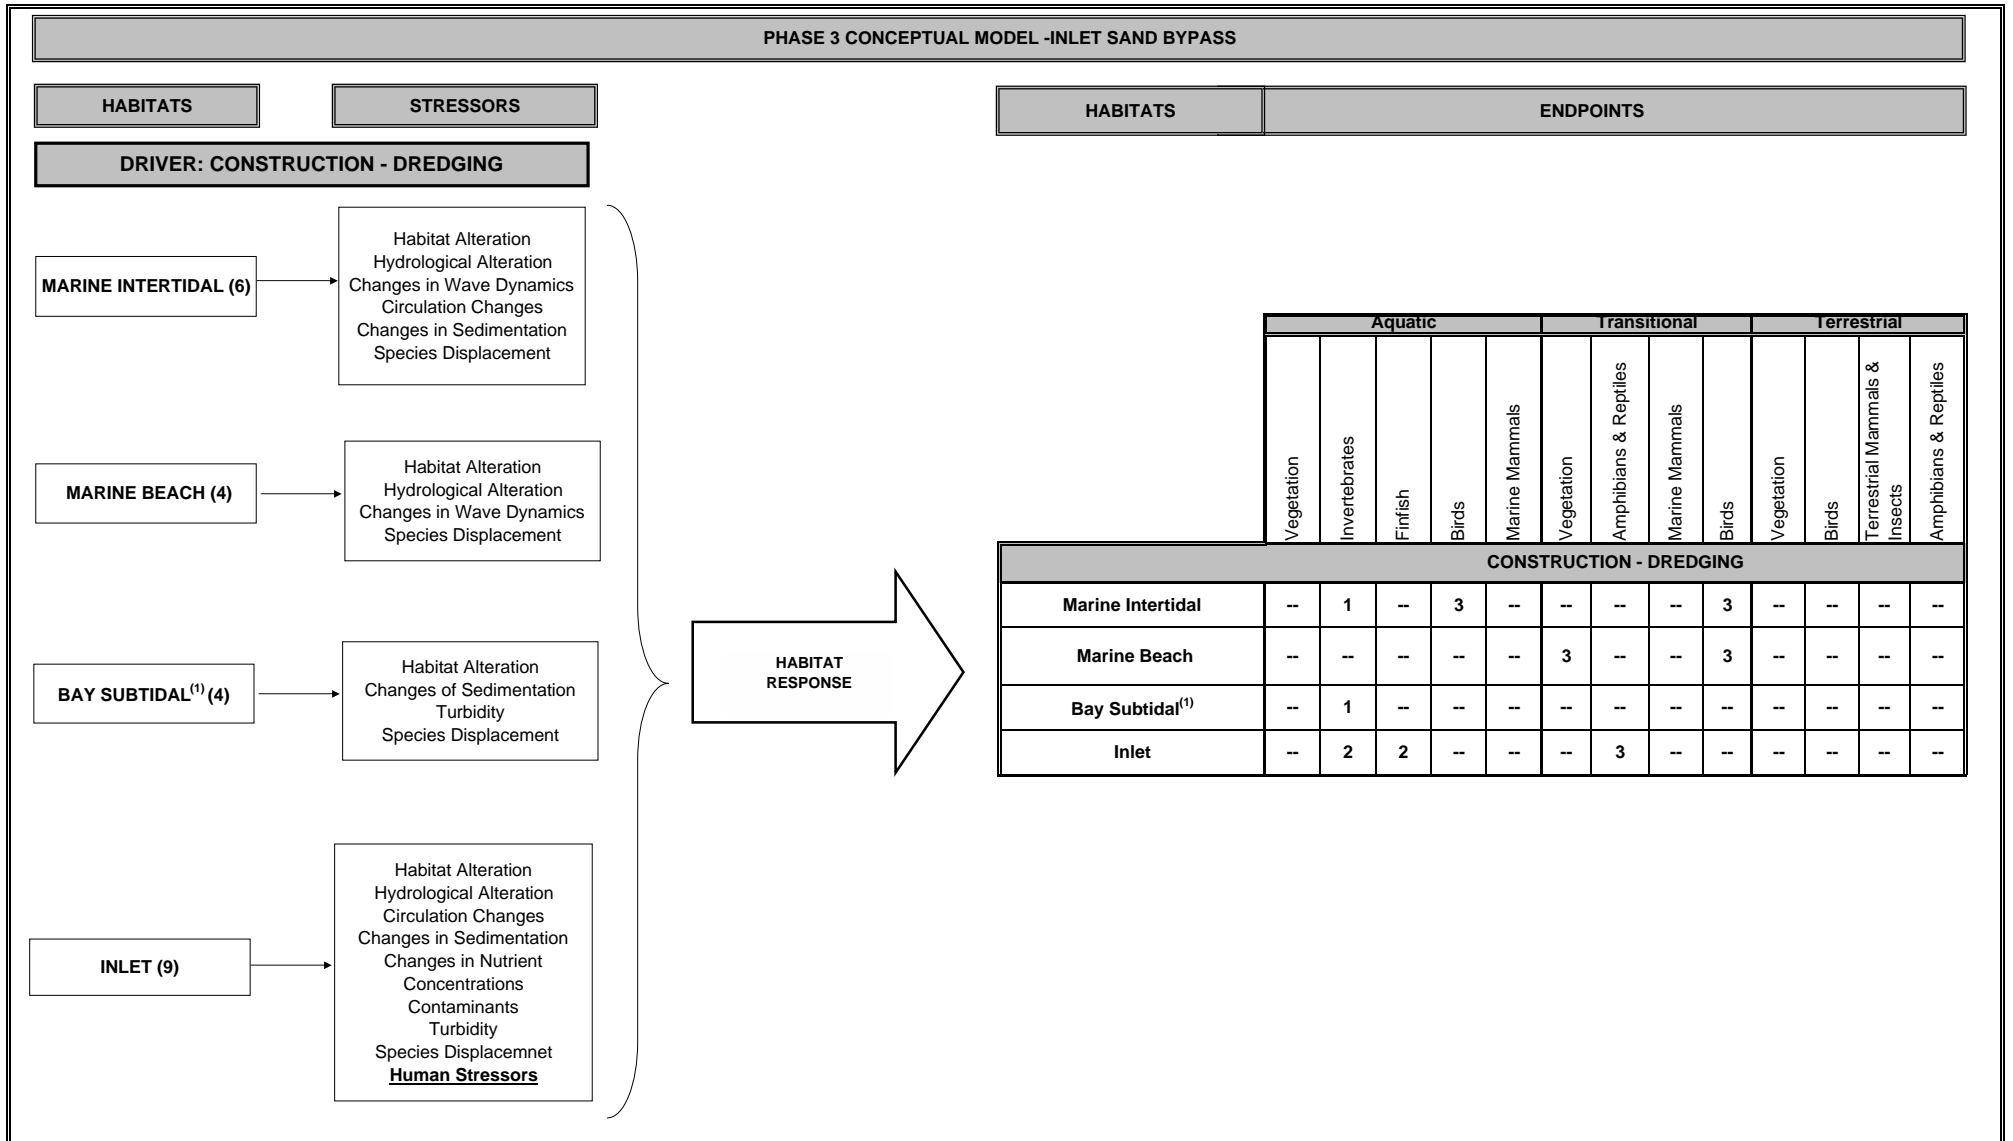 PHASE 3 CONCEPTUAL MODEL -INLET SAND BYPASS
HABITATS
STRESSORS
DRIVER: CONSTRUCTION - DREDGING
MARINE INTERTIDAL (6)
Habitat Alteration
Hydrological Alteration
Changes in Wave Dynamics
Circulation Changes
Changes in Sedimentation
Species Displacement
MARINE BEACH (4)
Habitat Alteration
Hydrological Alteration
Changes in Wave Dynamics
Species Displacement
BAY SUBTIDAL(1) (4)
Habitat Alteration
Changes of Sedimentation
Turbidity
Species Displacement
INLET (9)
Habitat Alteration
Hydrological Alteration
Circulation Changes
Changes in Sedimentation
Changes in Nutrient
Concentrations
Contaminants
Turbidity
Species Displacemnet
Human Stressors
HABITAT
RESPONSE
HABITATS
ENDPOINTS
Aquatic Transitional Terrestrial
Vegetation
Invertebrates
Finfish
Birds
Marine Mammals
Vegetation
Amphibians & Reptiles
Marine Mammals
Birds
Vegetation
Birds
Terrestrial Mammals &
Insects
Amphibians & Reptiles
CONSTRUCTION - DREDGING
Marine Intertidal -- 1 -- 3 -- -- -- -- 3 -- -- -- --
Marine Beach -- -- -- -- -- 3 -- -- 3 -- -- -- --
Bay Subtidal(1) -- 1 -- -- -- -- -- -- -- -- -- -- --
Inlet -- 2 2 -- -- -- 3 -- -- -- -- -- --